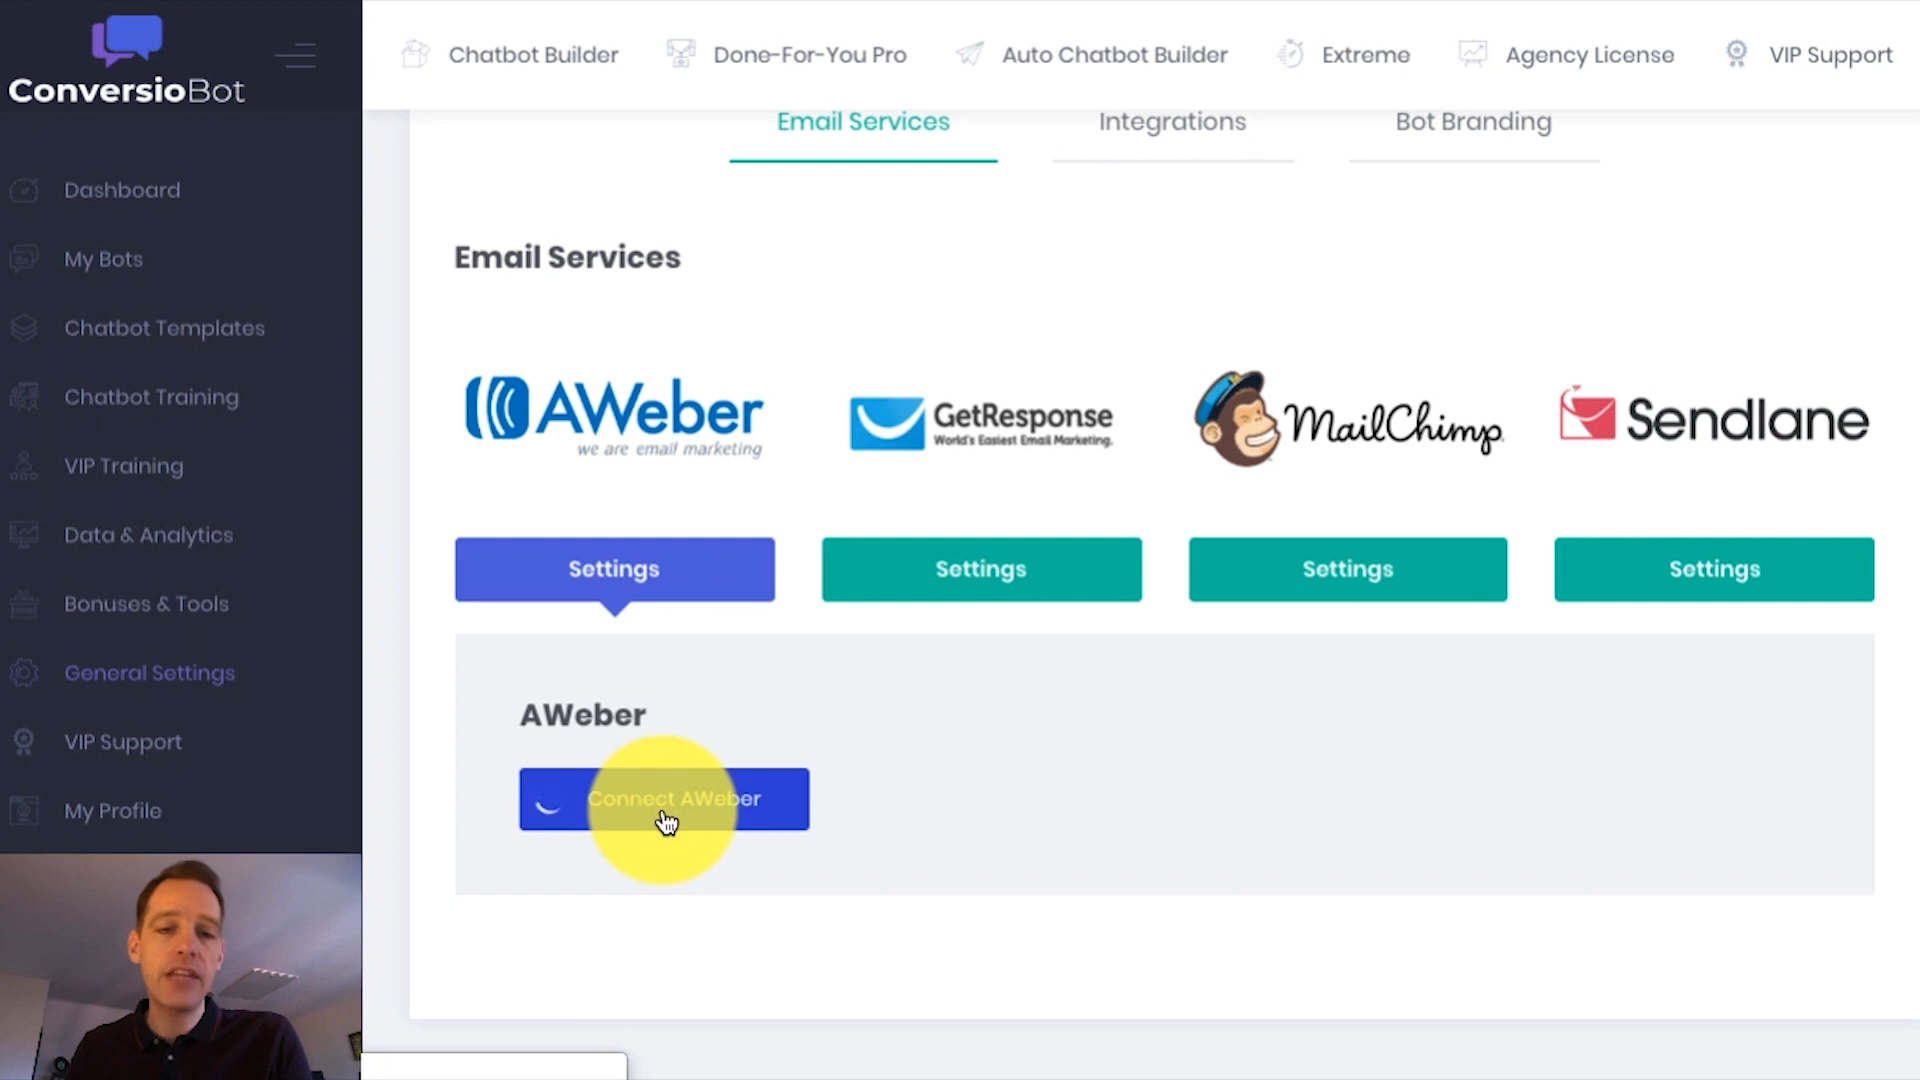 ConversioBot
Chatbot Builder
Done-For-You Pro
Auto Chatbot Builder
Extreme
Agency License
VIP Support
Dashboard
My Bots
Chatbot Templates
Chatbot Training
VIP Training
Data & Analytics
Bonuses & Tools
General Settings
VIP Support
My Profile
Email Services
Integrations
Bot Branding
Email Services
AWeber
we are email marketing
GetResponse
World's Easiest Email Marketing.
MailChimp
Sendlane
Settings
Settings
Settings
Settings
AWeber
Connect AWeber